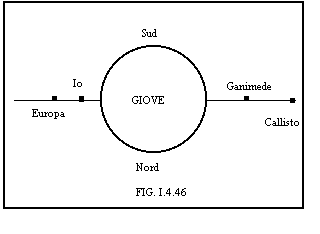 Sud
Io
Ganimede
GIOVE
Europa
Callisto
Nord
FIG. I.4.46